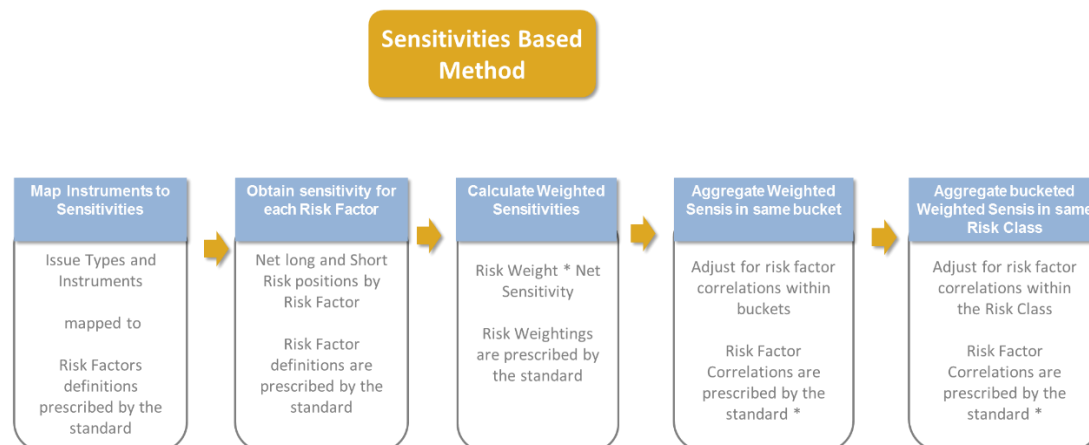 Sensitivities Based
Method
Map Instruments to
Sensitivities
Issue Types and
Instruments
mapped to
Risk Factors
definitions
prescribed by the
standard
Obtain sensitivity for
each Risk Factor
Net long and Short
Risk positions by
Risk Factor
Risk Factor
definitions are
prescribed by the
standard
Calculate Weighted
Sensitivities
Risk Weight * Net
Sensitivity
Risk Weightings
are prescribed by
the standard
Aggregate Weighted
Sensis in same bucket
Adjust for risk factor
correlations within
buckets
Risk Factor
Correlations are
prescribed by the
standard *
Aggregate bucketed
Weighted Sensis in same
Risk Class
Adjust for risk factor
correlations within
the Risk Class
Risk Factor
Correlations are
prescribed by the
standard *